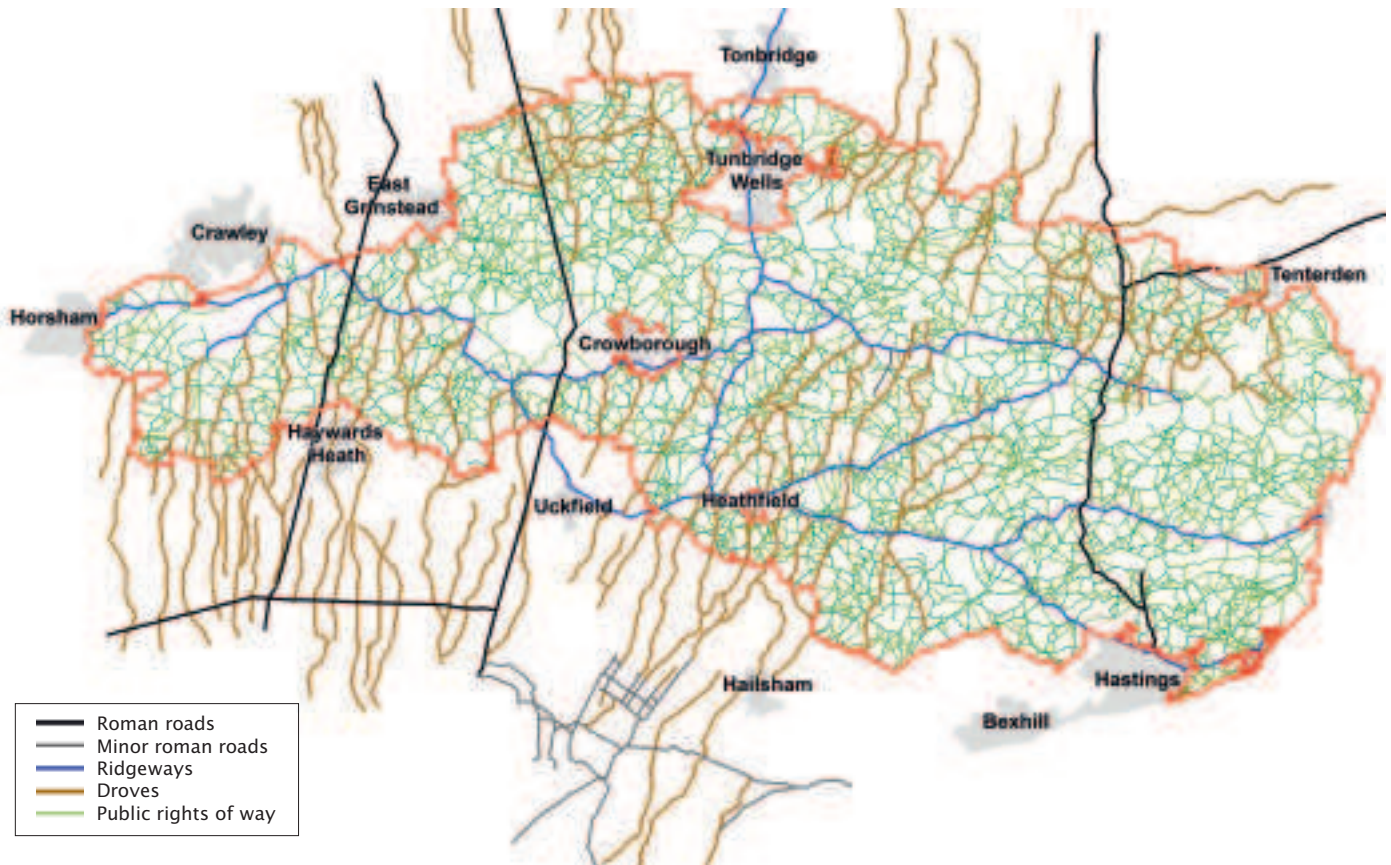 Tonbridge
Tunbridge
Wells
East
Grinstead
Crawley
Tenterden
Horsham
Crowborough
Haywards
Heath
Uckfield
Heathfield
Hailsham
Hastings
Bexhill
Roman roads
Minor roman roads
Ridgeways
Droves
Public rights of way